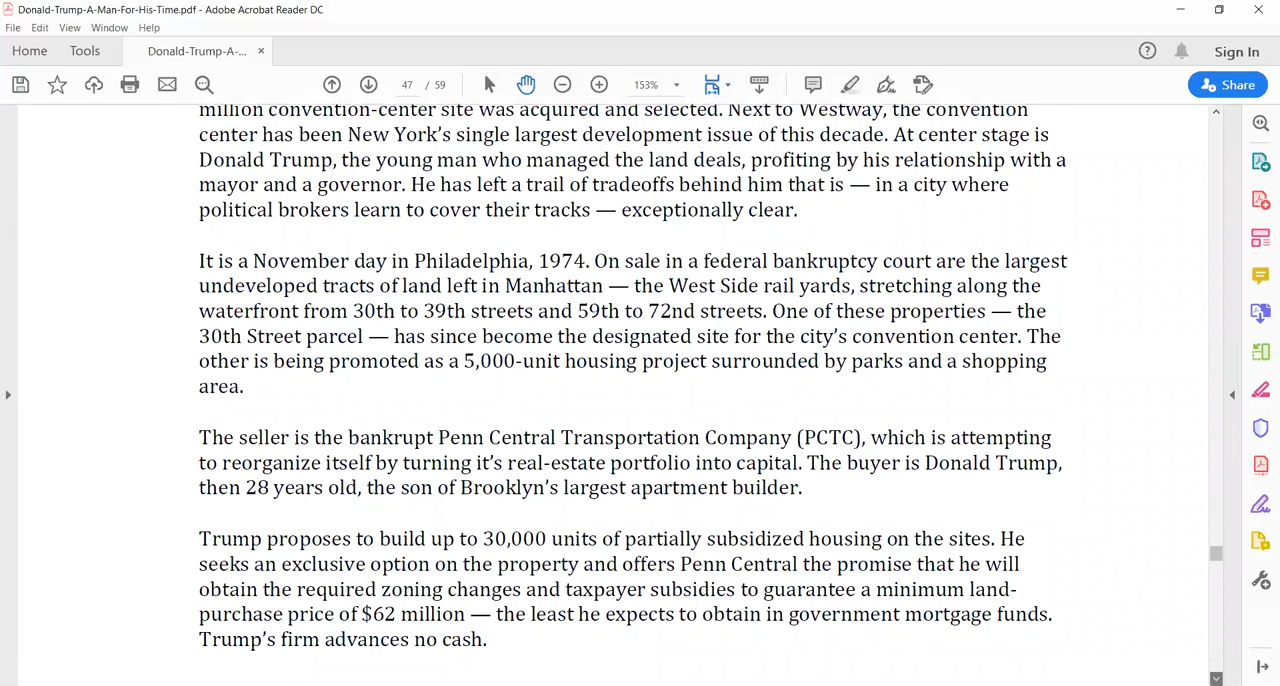 Donald-Trump-A-Man-For-His-Time.pdf - Adobe Acrobat Reader DC
File Edit View Window Help
Home Tools Donald-Trump-A-... × Sign In
47 / 59 153% Share
million convention-center site was acquired and selected. Next to Westway, the convention
center has been New York’s single largest development issue of this decade. At center stage is
Donald Trump, the young man who managed the land deals, profiting by his relationship with a
mayor and a governor. He has left a trail of tradeoffs behind him that is — in a city where
political brokers learn to cover their tracks — exceptionally clear.
It is a November day in Philadelphia, 1974. On sale in a federal bankruptcy court are the largest
undeveloped tracts of land left in Manhattan — the West Side rail yards, stretching along the
waterfront from 30th to 39th streets and 59th to 72nd streets. One of these properties — the
30th Street parcel — has since become the designated site for the city’s convention center. The
other is being promoted as a 5,000-unit housing project surrounded by parks and a shopping
area.
The seller is the bankrupt Penn Central Transportation Company (PCTC), which is attempting
to reorganize itself by turning it’s real-estate portfolio into capital. The buyer is Donald Trump,
then 28 years old, the son of Brooklyn’s largest apartment builder.
Trump proposes to build up to 30,000 units of partially subsidized housing on the sites. He
seeks an exclusive option on the property and offers Penn Central the promise that he will
obtain the required zoning changes and taxpayer subsidies to guarantee a minimum land-
purchase price of $62 million — the least he expects to obtain in government mortgage funds.
Trump’s firm advances no cash.